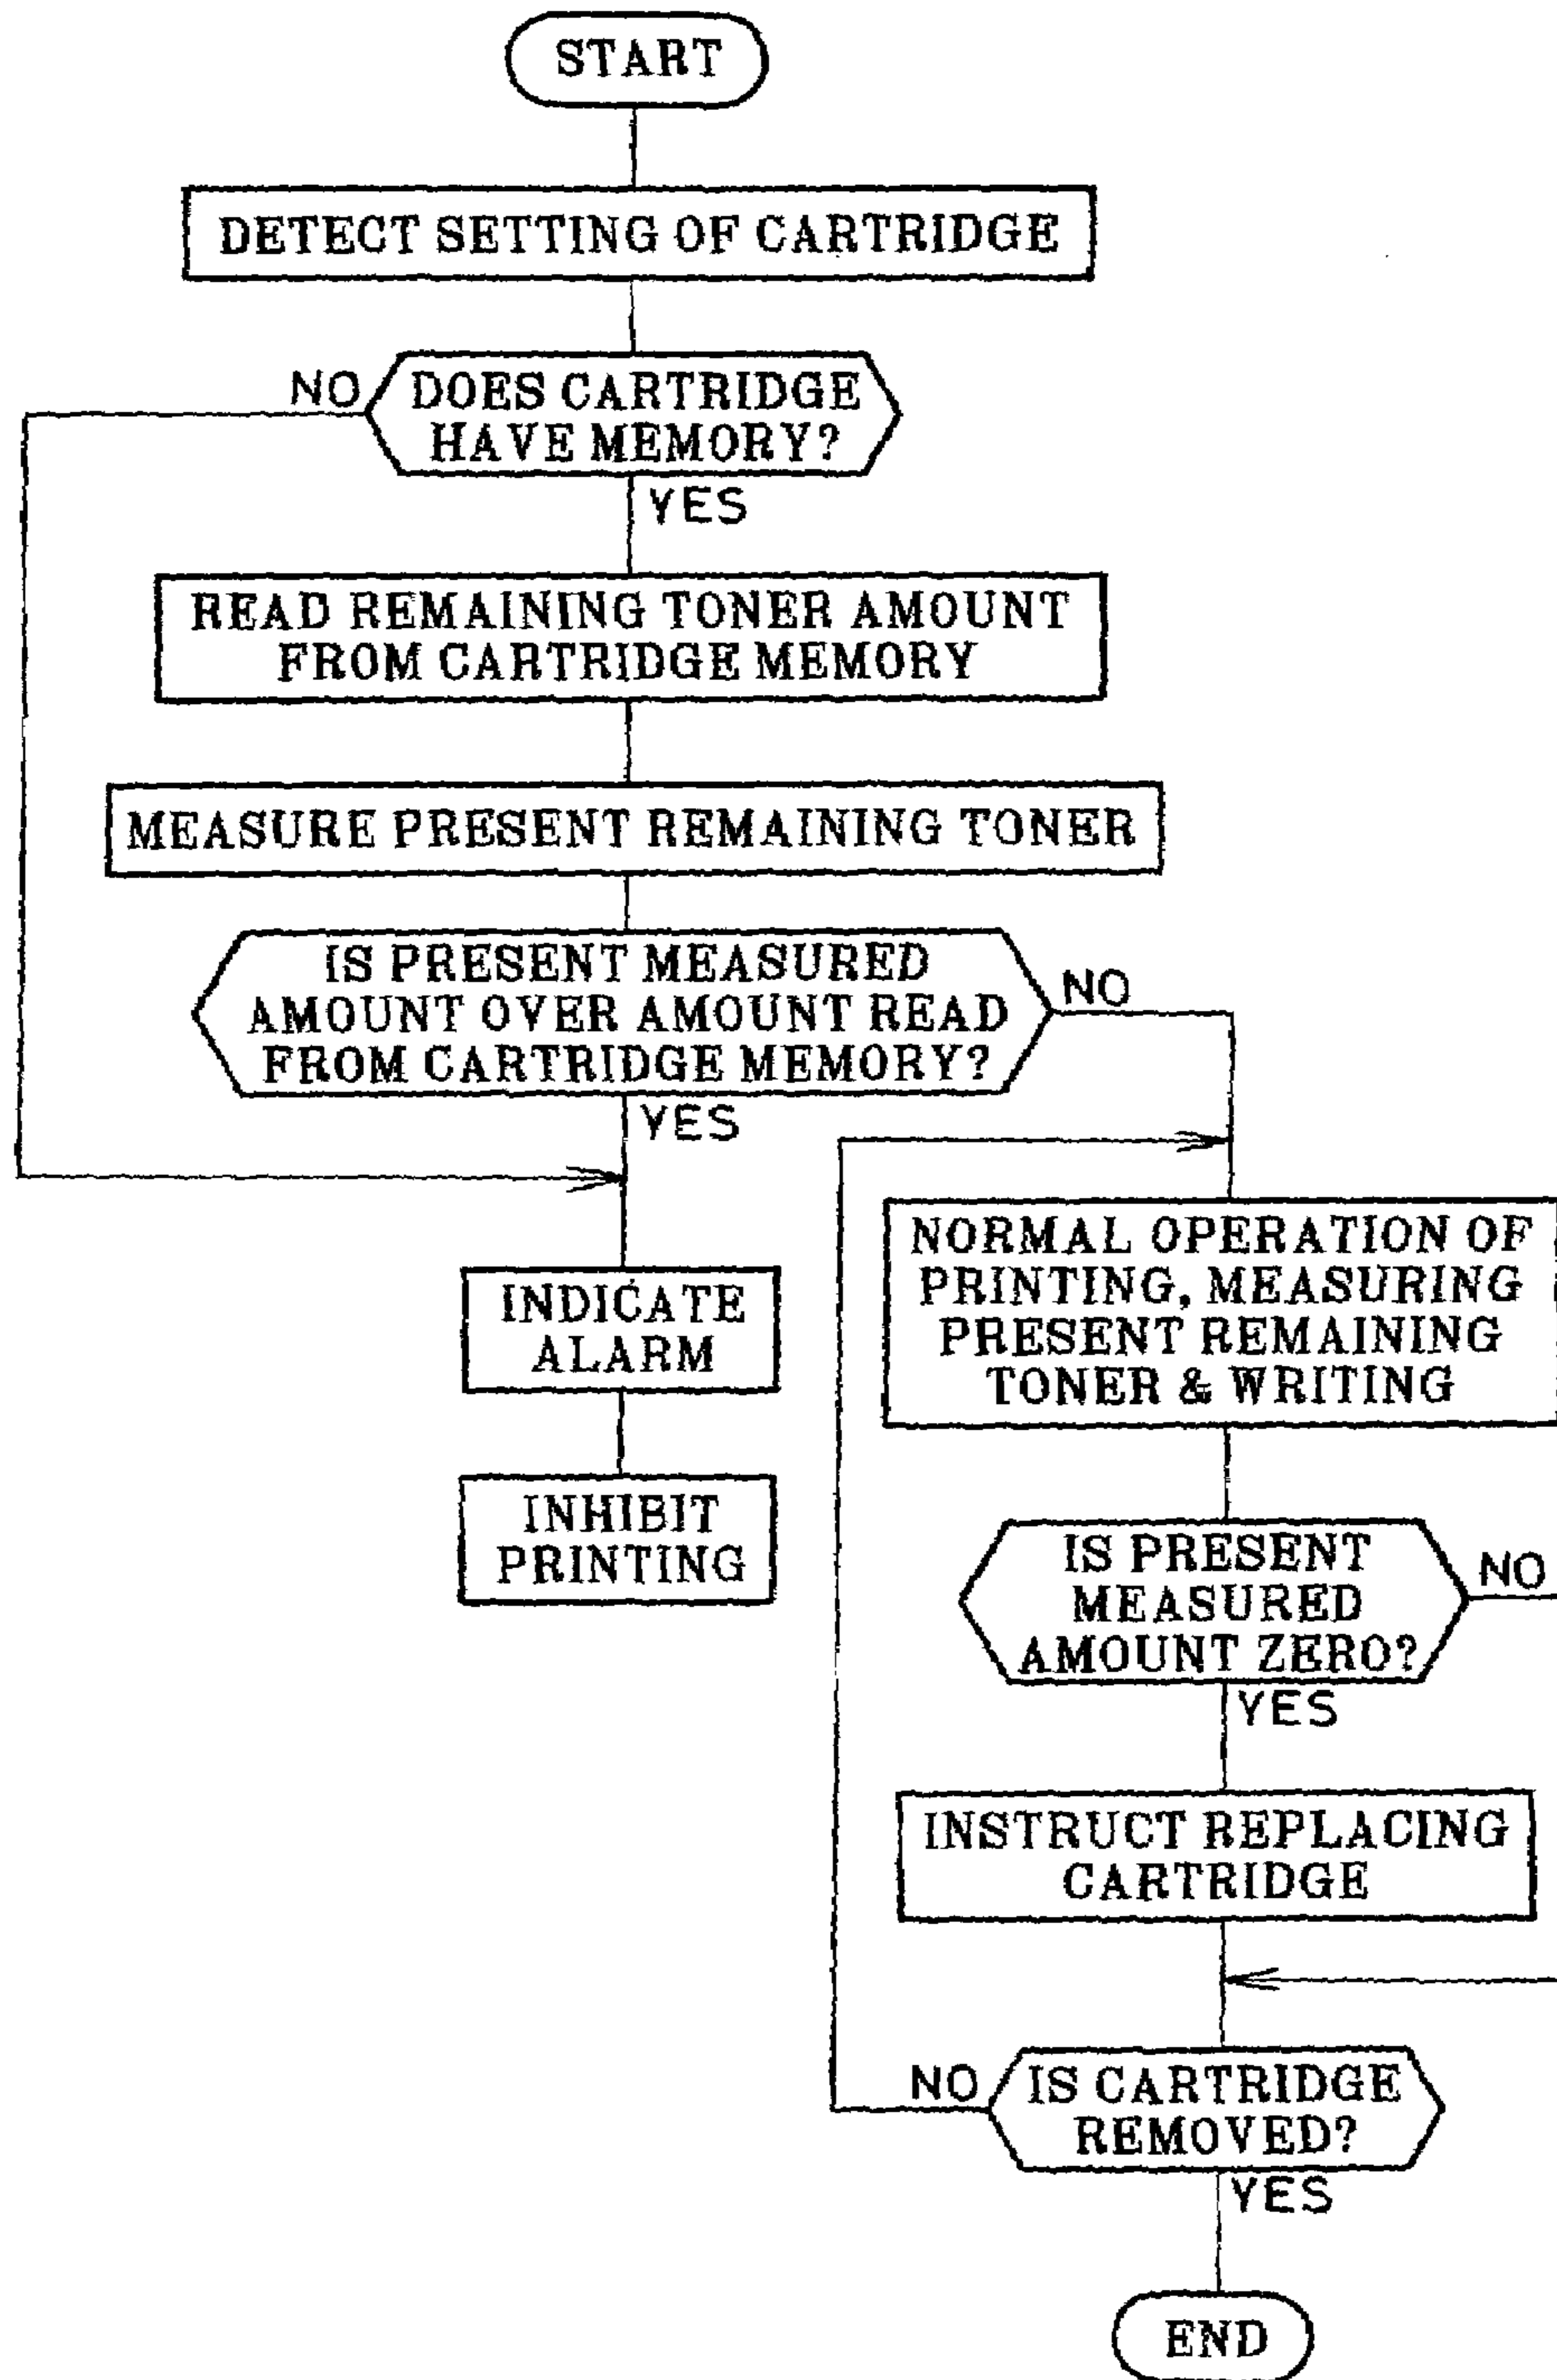 START
DETECT SETTING OF CARTRIDGE
NO
DOES CARTRIDGE
HAVE MEMORY?
YES
READ REMAINING TONER AMOUNT
FROM CARTRIDGE MEMORY
MEASURE PRESENT REMAINING TONER
IS PRESENT MEASURED
AMOUNT OVER AMOUNT READ
FROM CARTRIDGE MEMORY?
NO
YES
INDICATE
ALARM
INHIBIT
PRINTING
NORMAL OPERATION OF
PRINTING, MEASURING
PRESENT REMAINING
TONER & WRITING
IS PRESENT
MEASURED
AMOUNT ZERO?
NO
YES
INSTRUCT REPLACING
CARTRIDGE
NO
IS CARTRIDGE
REMOVED?
YES
END